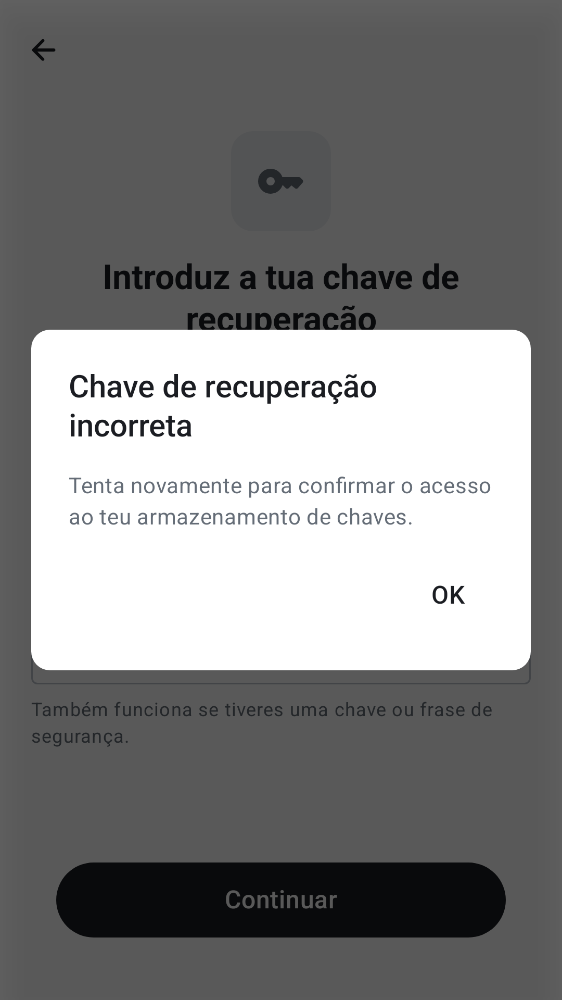 Introduz a tua chave de
recuperação
Chave de recuperação
incorreta
Tenta novamente para confirmar o acesso
ao teu armazenamento de chaves.
OK
Também funciona se tiveres uma chave ou frase de
segurança.
Continuar